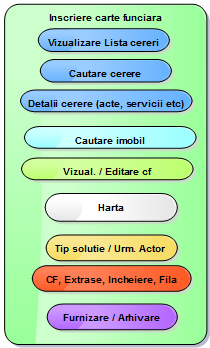 Inscriere carte funciara
Vizualizare Lista cereri
Cautare cerere
Detalii cerere (acte, servicii etc)
Cautare imobil
Vizual. / Editare cf
Harta
Tip solutie / Urm. Actor
CF, Extrase, Incheiere, Fila
Furnizare / Arhivare